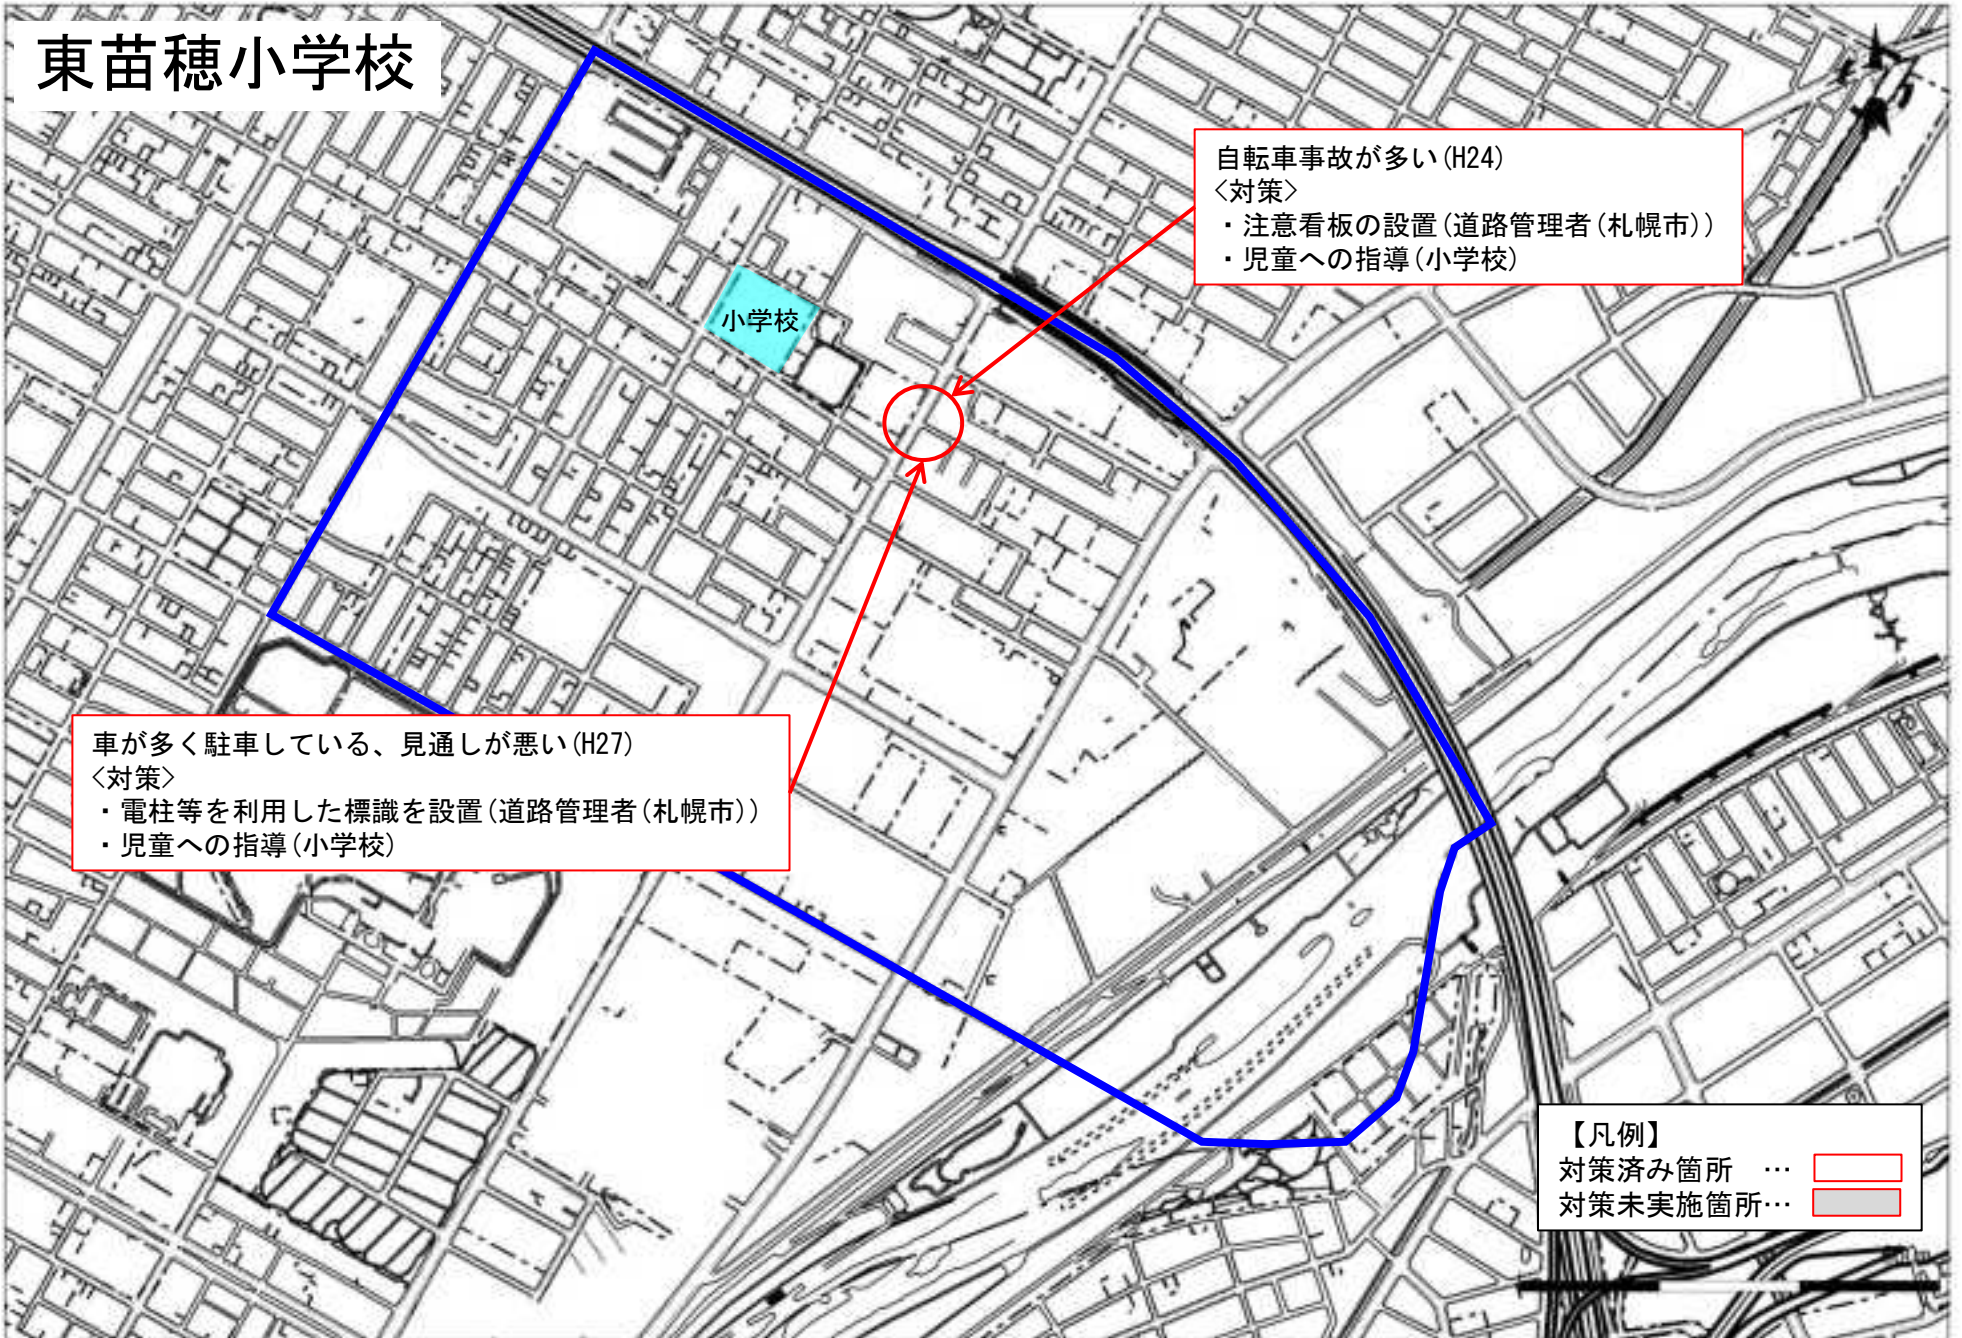 東苗穂小学校
自転車事故が多い(H24)
<対策>
・注意看板の設置(道路管理者(札幌市))
・児童への指導(小学校)
小学校
車が多く駐車している、見通しが悪い(H27)
<対策>
・電柱等を利用した標識を設置(道路管理者(札幌市))
・児童への指導(小学校)
【凡例】
対策済み箇所 …
対策未実施箇所…